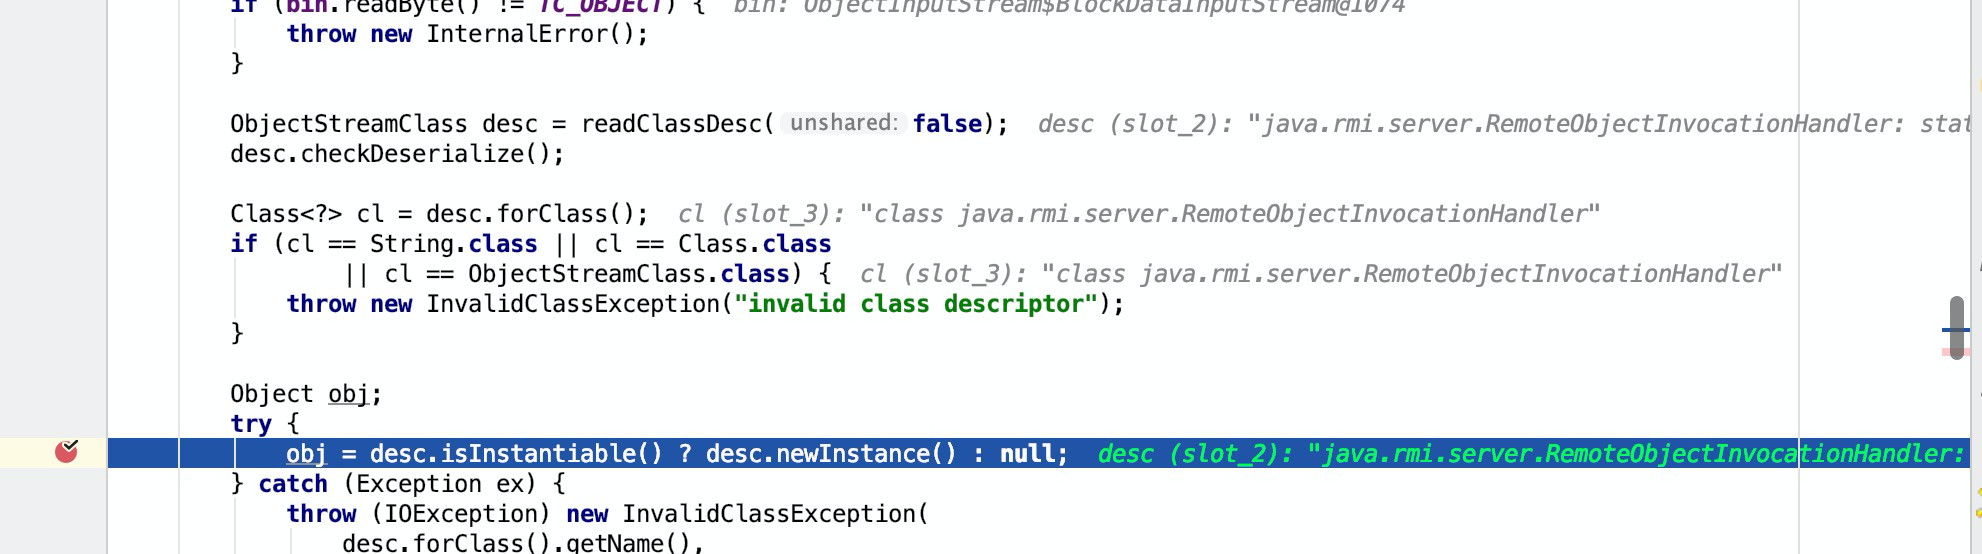 if (bin.readByte() != TC_OBJECT) {  bin: ObjectInputStream$BlockDataInputStream@1074
throw new InternalError();
}
ObjectStreamClass desc = readClassDesc( unshared: false);  desc (slot_2): "java.rmi.server.RemoteObjectInvocationHandler: stat
desc.checkDeserialize();
Class<?> cl = desc.forClass();  cl (slot_3): "class java.rmi.server.RemoteObjectInvocationHandler"
if (cl == String.class || cl == Class.class
|| cl == ObjectStreamClass.class) {  cl (slot_3): "class java.rmi.server.RemoteObjectInvocationHandler"
throw new InvalidClassException("invalid class descriptor");
}
Object obj;
try {
obj = desc.isInstantiable() ? desc.newInstance() : null;  desc (slot_2): "java.rmi.server.RemoteObjectInvocationHandler:
} catch (Exception ex) {
throw (IOException) new InvalidClassException(
desc.forClass().getName(),